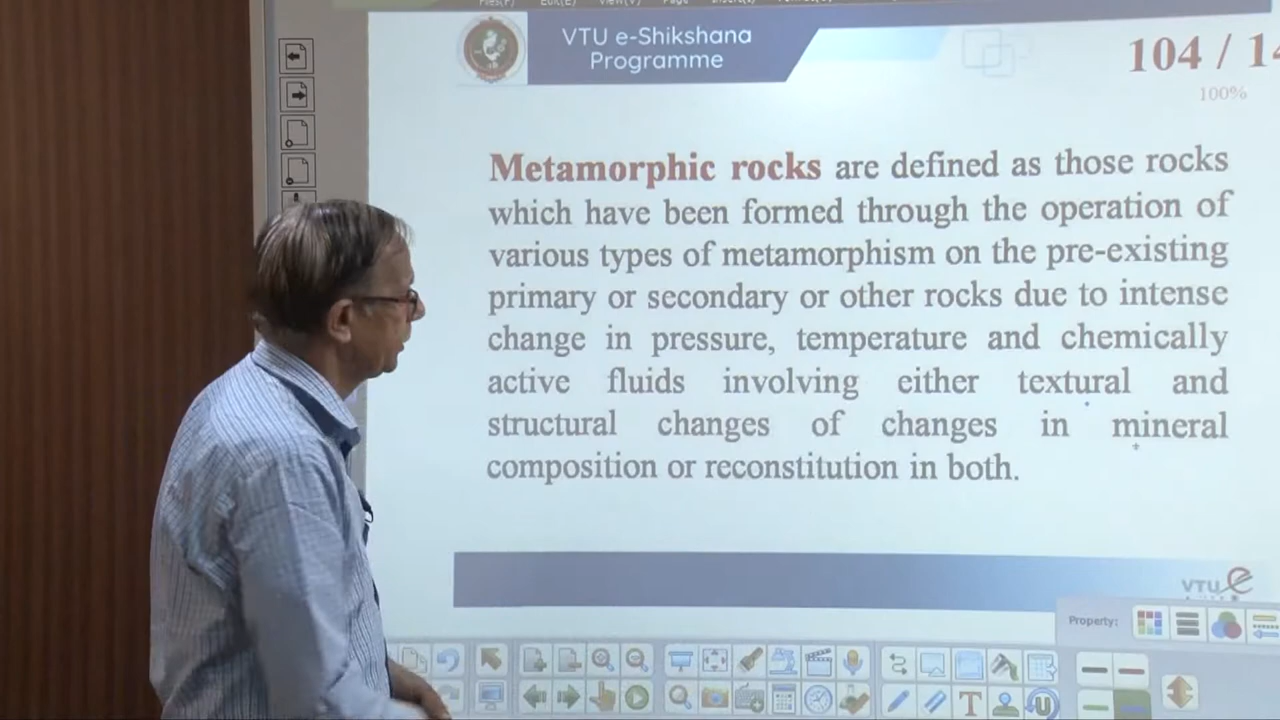 Edit(E)
Page
VTU e-Shikshana
Programme
104 / 14
100%
Metamorphic rocks are defined as those rocks
which have been formed through the operation of
various types of metamorphism on the pre-existing
primary or secondary or other rocks due to intense
change in pressure, temperature and chemically
active fluids involving either textural and
structural changes of changes in mineral
composition or reconstitution in both.
VTU e
Property: